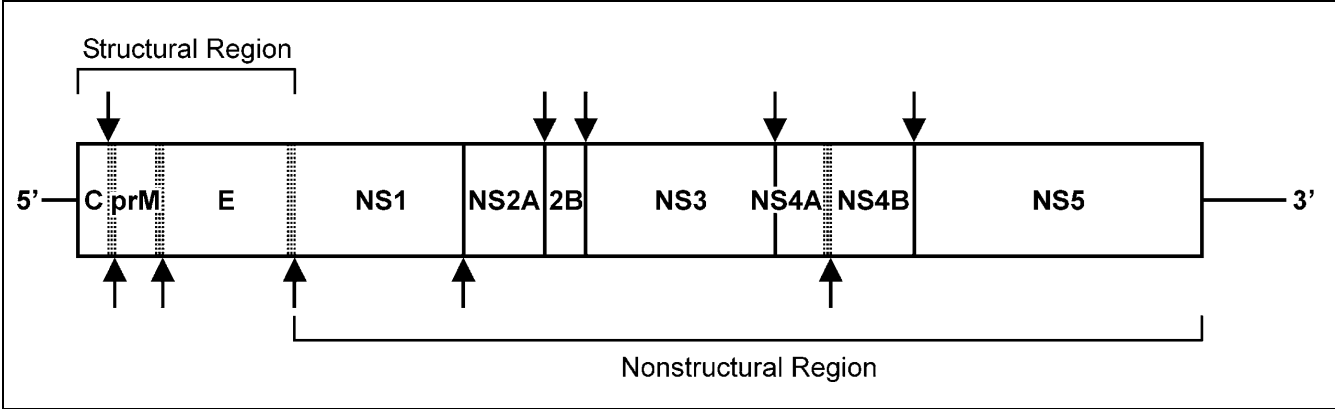 Structural Region
5’ C prM E NS1 NS2A 2B NS3 NS4A NS4B NS5 3’
Nonstructural Region